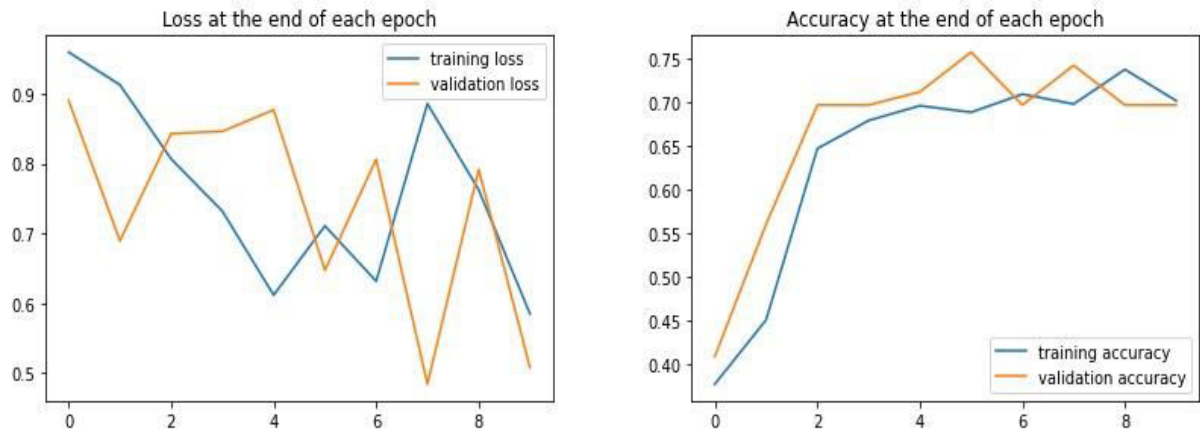 Loss at the end of each epoch
training loss
validation loss
0.9
0.8
0.7
0.6
0.5
0 2 4 6 8
Accuracy at the end of each epoch
0.75
0.70
0.65
0.60
0.55
0.50
0.45
0.40
training accuracy
validation accuracy
0 2 4 6 8